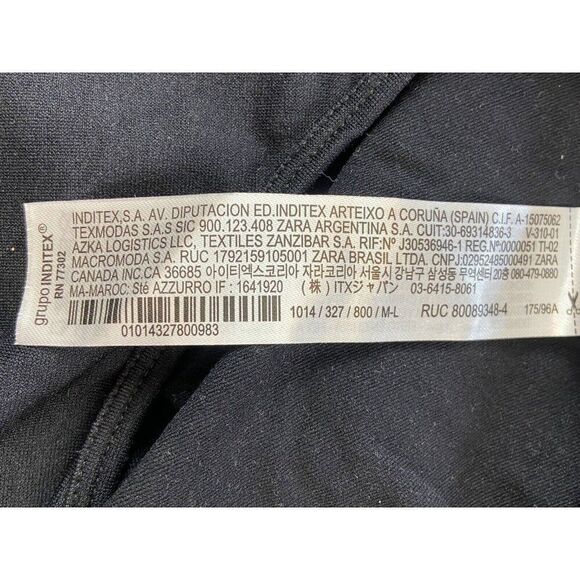 grupo INDITEX®
RN 77302
INDITEX,S.A. AV. DIPUTACION ED.INDITEX ARTEIXO A CORUÑA (SPAIN) C.I.F. A-15075062
TEXMODAS S.A.S SIC 900.123.408 ZARA ARGENTINA S.A. CUIT:30-69314836-3 V-310-01
AZKA LOGISTICS LLC, TEXTILES ZANZIBAR S.A. RIF:Nº J30536946-1 REG.Nº0000051 TI-02
MACROMODA S.A. RUC 1792159105001 ZARA BRASIL LTDA. CNPJ:02952485000491 ZARA
CANADA INC.CA 36685 아이티엑스코리아 자라코리아 서울시 강남구 삼성동 무역센터 20층 080-479-0880
MA-MAROC: Sté AZZURRO IF : 1641920 (株) ITXジャパン 03-6415-8061
1014 / 327 / 800 / M-L RUC 80089348-4 175/96A
01014327800983